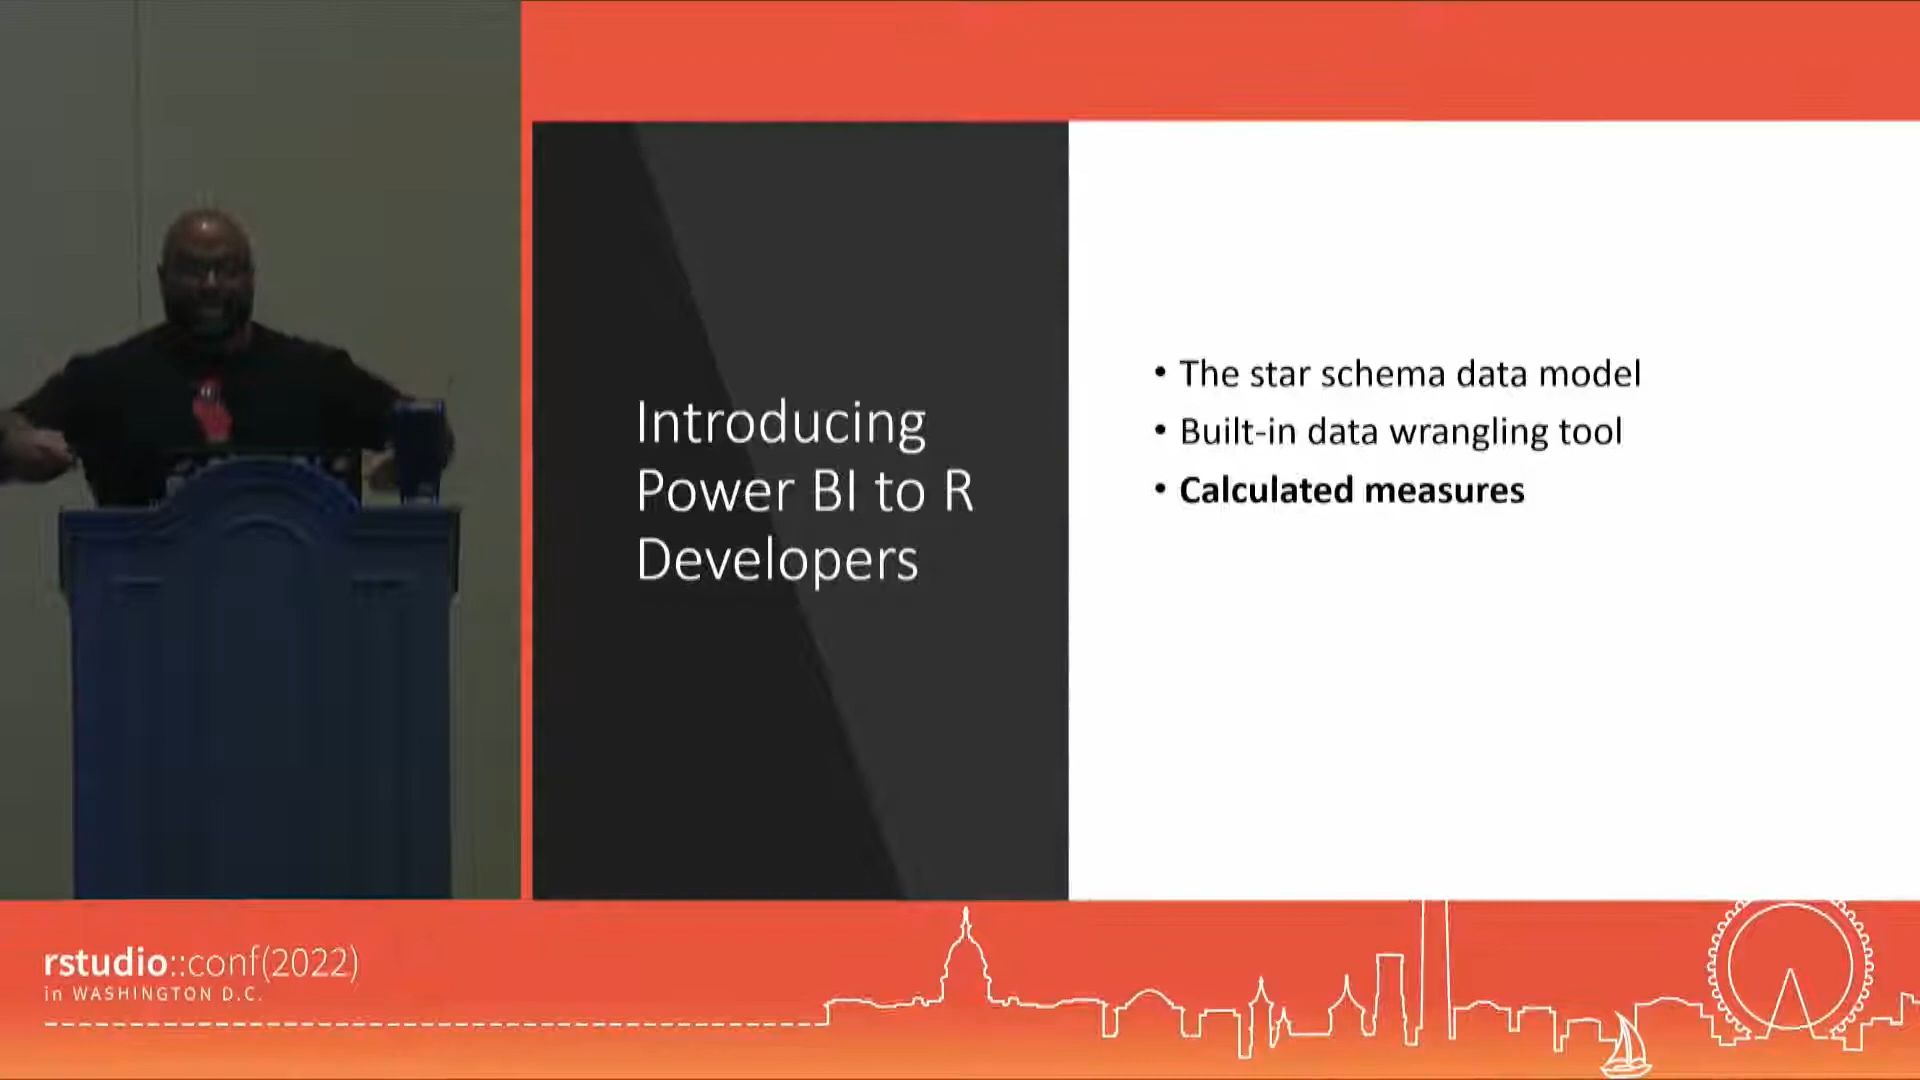 Introducing
Power BI to R
Developers
• The star schema data model
• Built-in data wrangling tool
• Calculated measures
rstudio::conf(2022)
in WASHINGTON D.C.